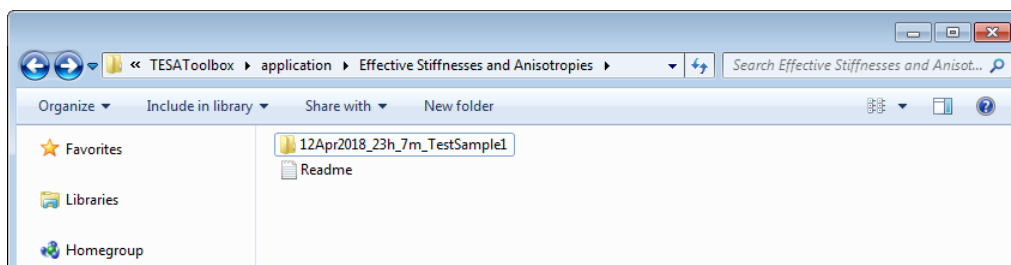 « TESAToolbox ▸ application ▸ Effective Stiffnesses and Anisotropies ▸ Search Effective Stiffnesses and Anisot...
Organize Include in library Share with New folder
Favorites
12Apr2018_23h_7m_TestSample1
Readme
Libraries
Homegroup